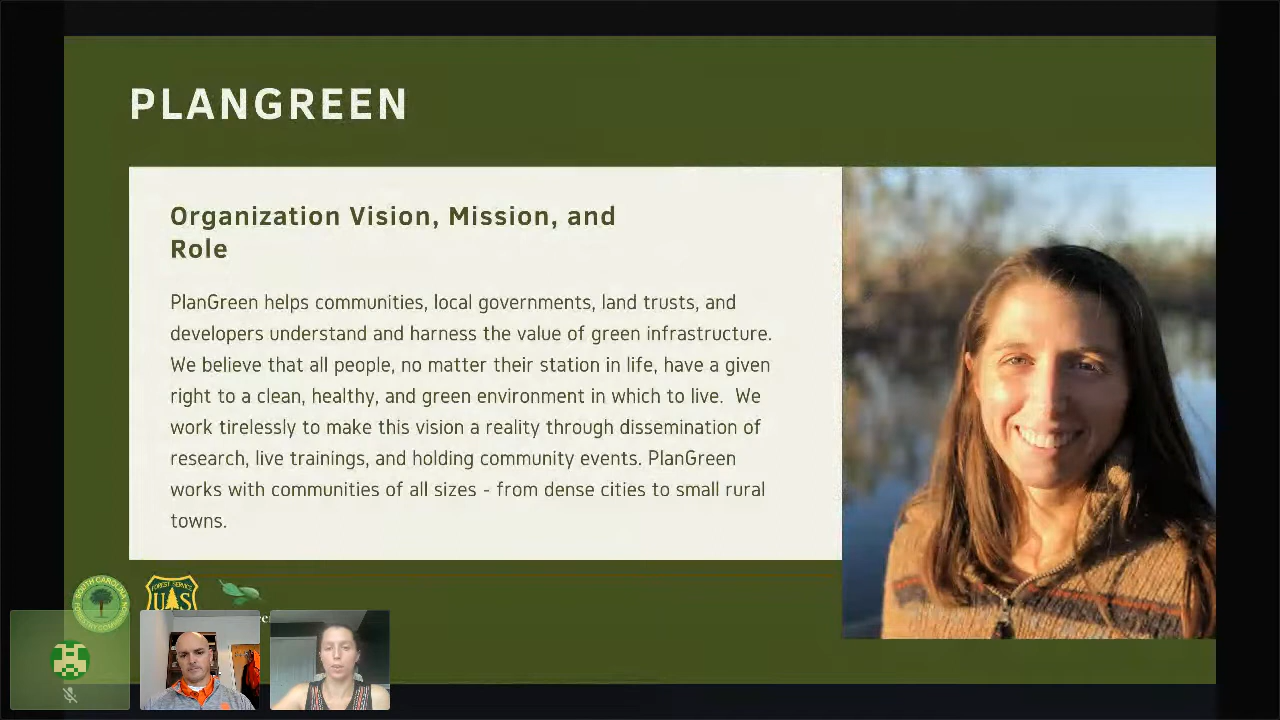 PLANGREEN
Organization Vision, Mission, and
Role
PlanGreen helps communities, local governments, land trusts, and
developers understand and harness the value of green infrastructure.
We believe that all people, no matter their station in life, have a given
right to a clean, healthy, and green environment in which to live.  We
work tirelessly to make this vision a reality through dissemination of
research, live trainings, and holding community events. PlanGreen
works with communities of all sizes - from dense cities to small rural
towns.
SOUTH CAROLINA
FOREST SERVICE
U S